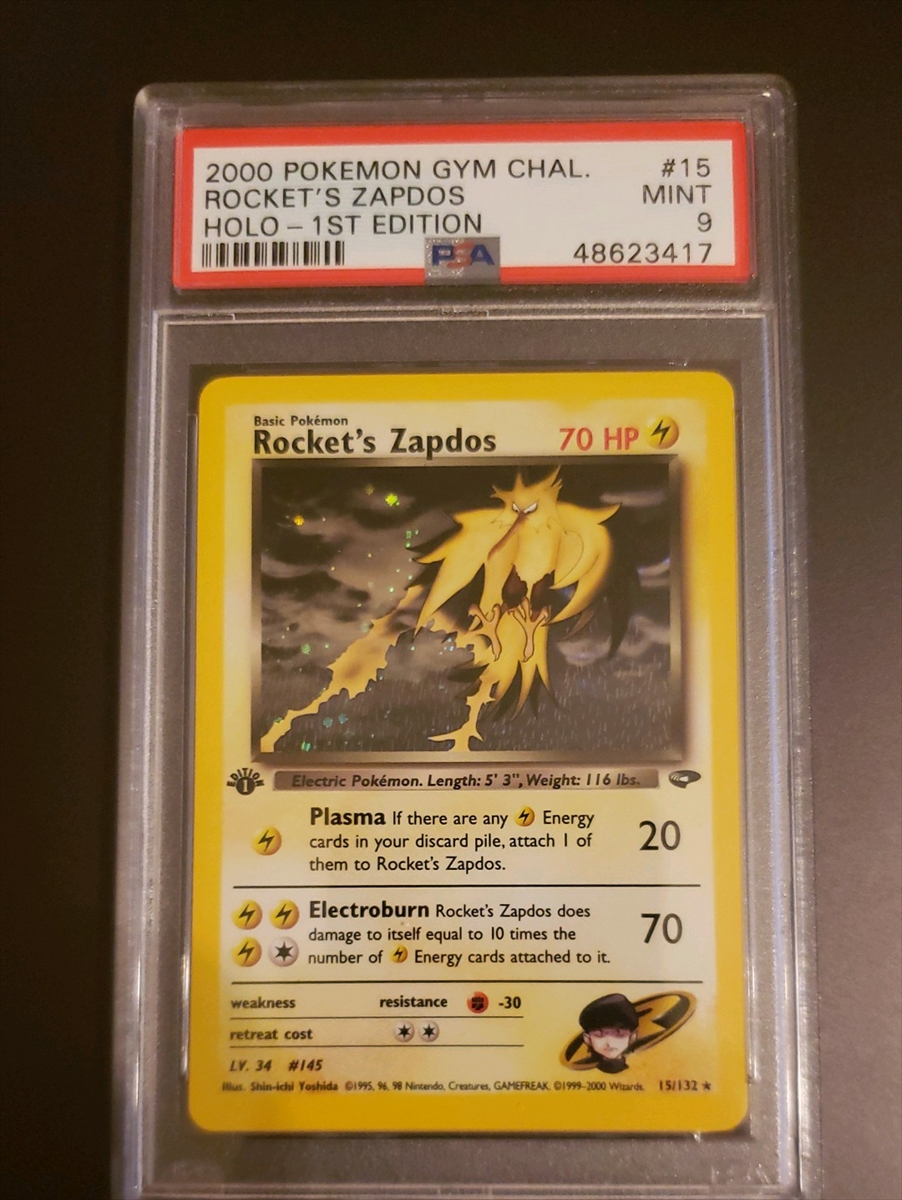 2000 POKEMON GYM CHAL. #15
ROCKET'S ZAPDOS MINT
HOLO – 1ST EDITION 9
PSA 48623417
Basic Pokémon
Rocket's Zapdos 70 HP
EDITION 1
Electric Pokémon. Length: 5' 3", Weight: 116 lbs.
Plasma If there are any Energy
cards in your discard pile, attach 1 of
them to Rocket's Zapdos.
20
Electroburn Rocket's Zapdos does
damage to itself equal to 10 times the
number of Energy cards attached to it.
70
weakness resistance -30
retreat cost
LV. 34 #145
Illus. Shin-ichi Yoshida ©1995, 96, 98 Nintendo, Creatures, GAMEFREAK. ©1999-2000 Wizards. 15/132 ★